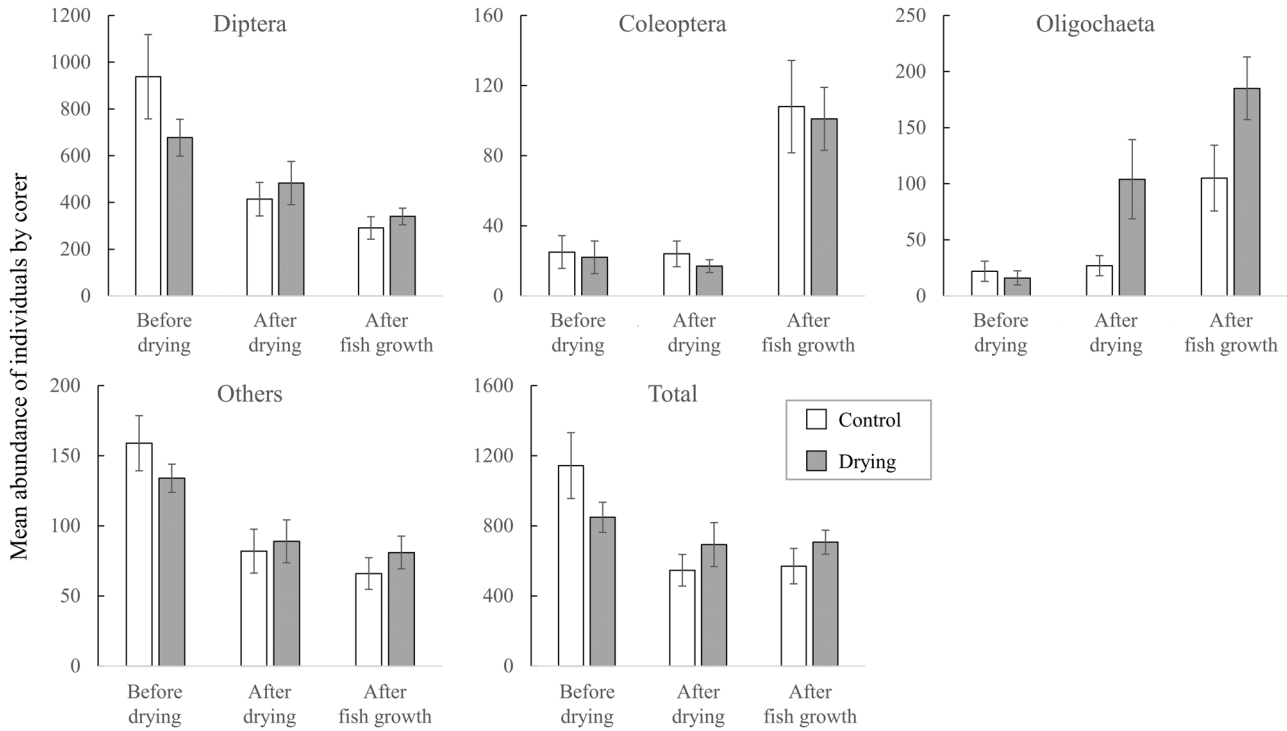 Mean abundance of individuals by corer
Diptera
1200
1000
800
600
400
200
0
Before
drying
After
drying
After
fish growth
Coleoptera
160
120
80
40
0
Before
drying
After
drying
After
fish growth
Oligochaeta
250
200
150
100
50
0
Before
drying
After
drying
After
fish growth
Others
200
150
100
50
0
Before
drying
After
drying
After
fish growth
Total
1600
1200
800
400
0
Before
drying
After
drying
After
fish growth
Control
Drying